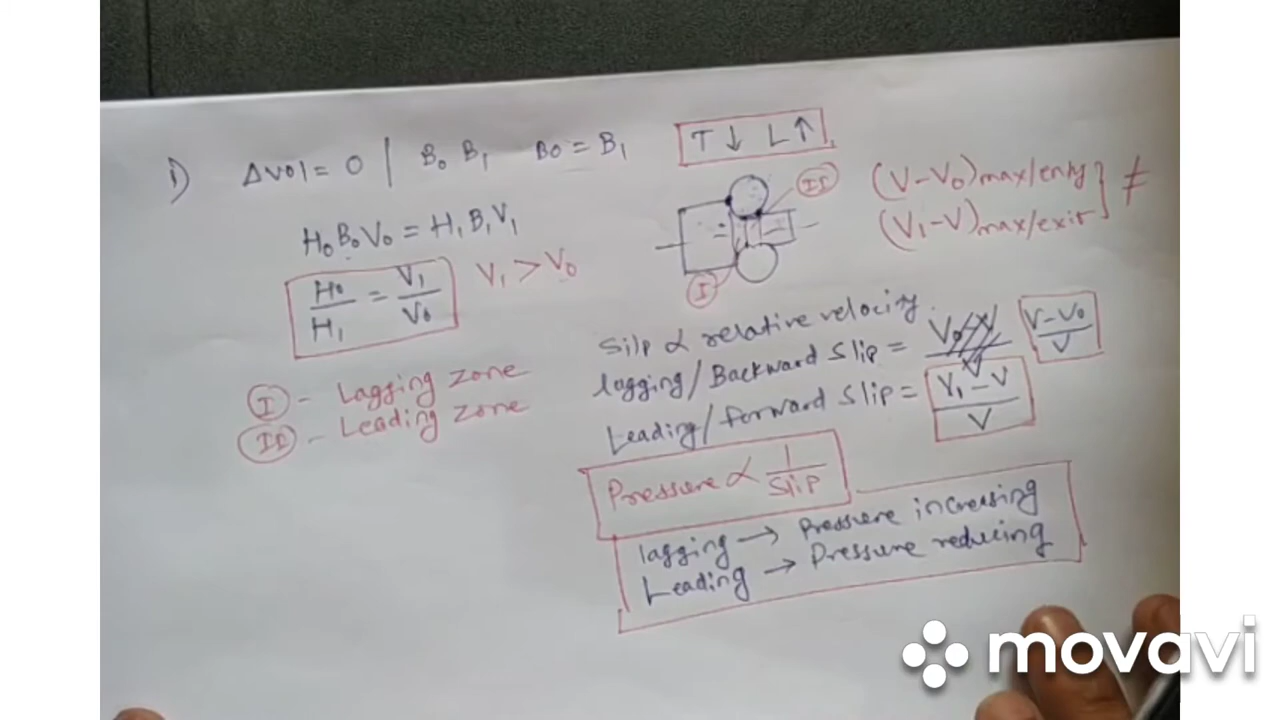 1) Δvol = 0 | B₀ B₁ B₀ = B₁
T ↓ L ↑
H₀B₀V₀ = H₁B₁V₁
H₀/H₁ = V₁/V₀ V₁ > V₀
II
I
(V-V₀)max/entry
(V₁-V)max/exit } ≠
I - Lagging zone
II - Leading zone
Silp ∝ relative velocity
lagging/Backward Slip = (V-V₀)/V
Leading/forward Slip = (V₁-V)/V
Pressure ∝ 1/Slip
lagging → Pressure increasing
Leading → Pressure reducing
movavi